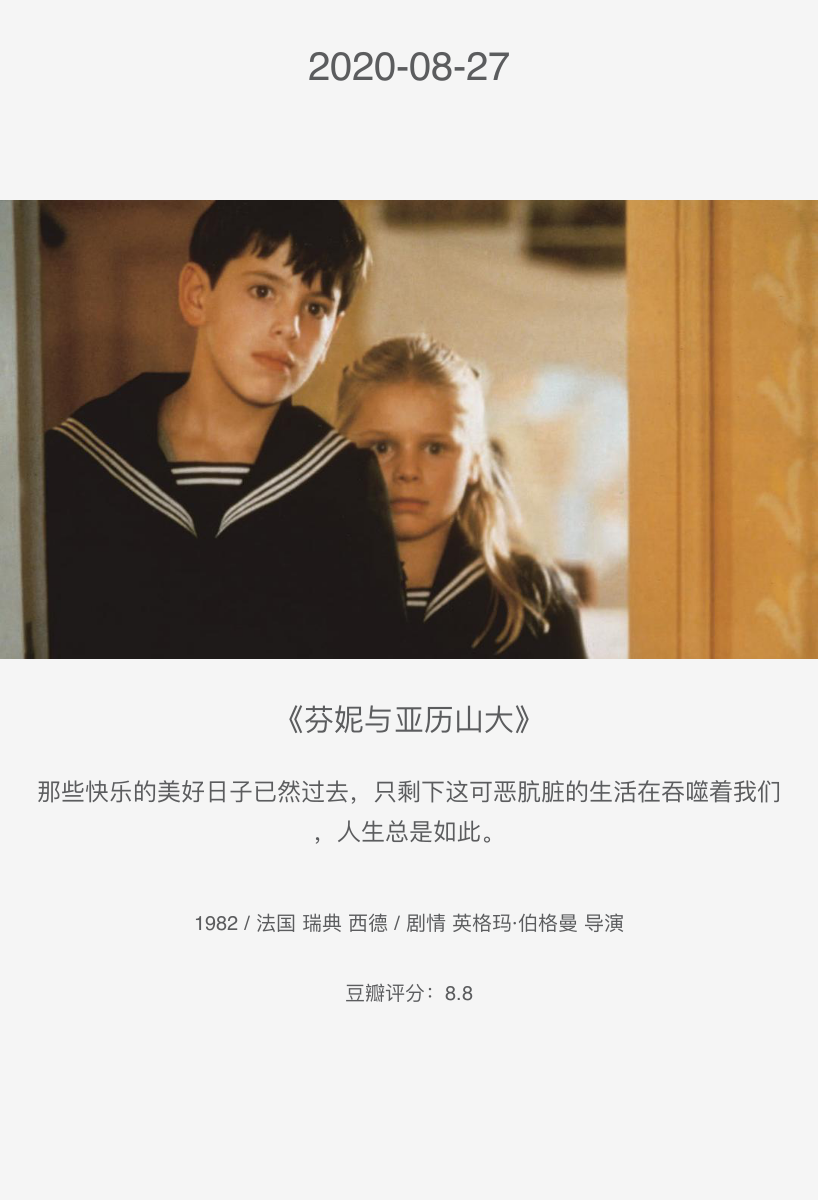 2020-08-27
《芬妮与亚历山大》
那些快乐的美好日子已然过去，只剩下这可恶肮脏的生活在吞噬着我们
，人生总是如此。
1982 / 法国 瑞典 西德 / 剧情 英格玛·伯格曼 导演
豆瓣评分：8.8